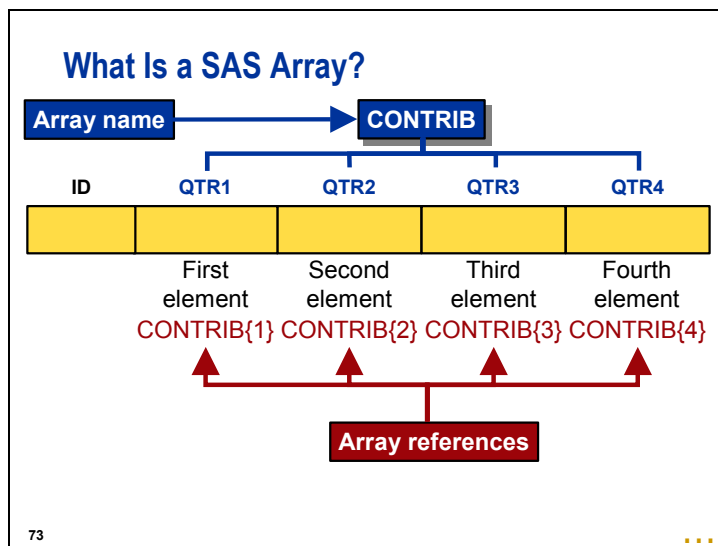 What Is a SAS Array?
Array name
CONTRIB
ID QTR1 QTR2 QTR3 QTR4
First Second Third Fourth
element element element element
CONTRIB{1} CONTRIB{2} CONTRIB{3} CONTRIB{4}
Array references
73
...